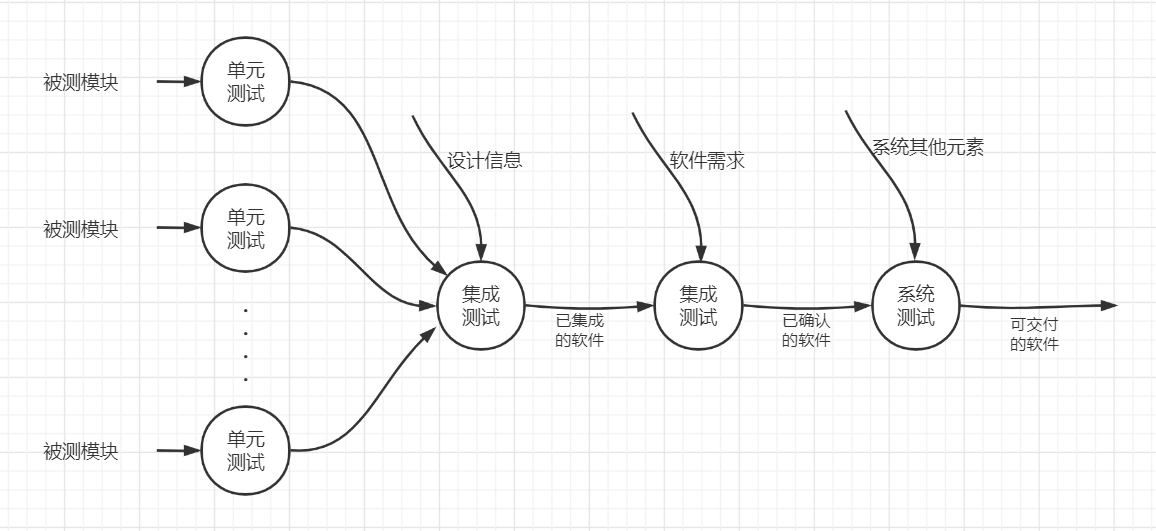 被测模块
单元
测试
被测模块
单元
测试
被测模块
单元
测试
设计信息
集成
测试
已集成
的软件
软件需求
集成
测试
已确认
的软件
系统其他元素
系统
测试
可交付
的软件